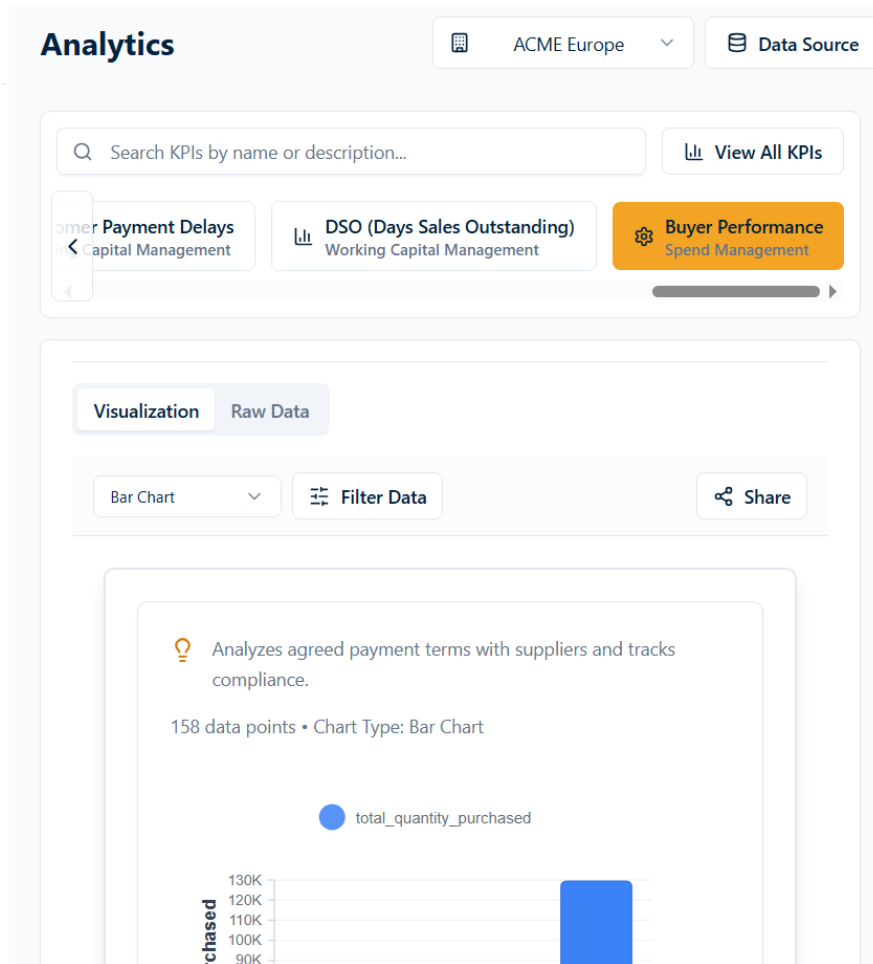 Analytics
ACME Europe
Data Source
Search KPIs by name or description...
View All KPIs
Payment Delays
Capital Management
DSO (Days Sales Outstanding)
Working Capital Management
Buyer Performance
Spend Management
Visualization
Raw Data
Bar Chart
Filter Data
Share
Analyzes agreed payment terms with suppliers and tracks
compliance.
158 data points • Chart Type: Bar Chart
total_quantity_purchased
130K
120K
110K
100K
90K